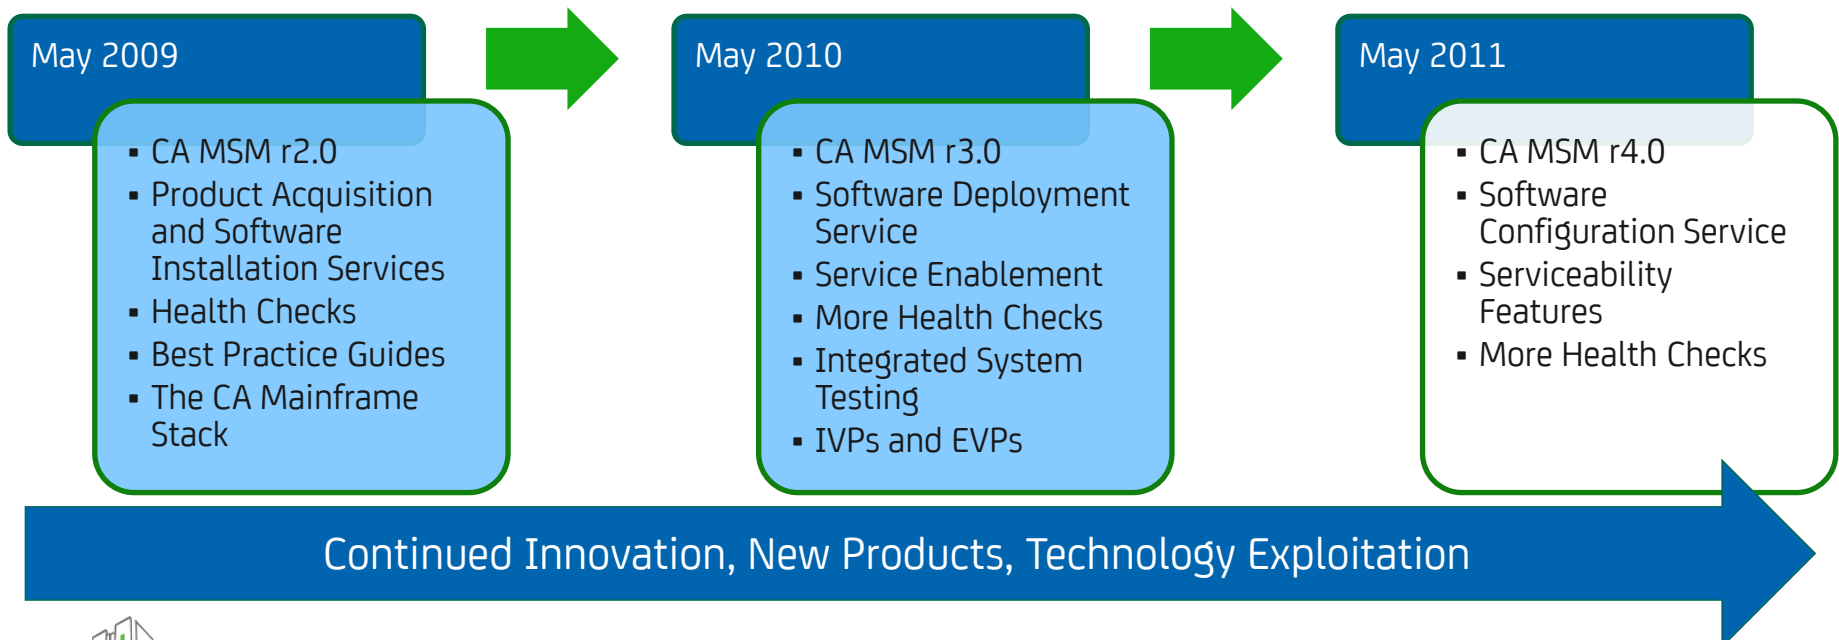 May 2009
▪ CA MSM r2.0
▪ Product Acquisition
and Software
Installation Services
▪ Health Checks
▪ Best Practice Guides
▪ The CA Mainframe
Stack
May 2010
▪ CA MSM r3.0
▪ Software Deployment
Service
▪ Service Enablement
▪ More Health Checks
▪ Integrated System
Testing
▪ IVPs and EVPs
May 2011
▪ CA MSM r4.0
▪ Software
Configuration Service
▪ Serviceability
Features
▪ More Health Checks
Continued Innovation, New Products, Technology Exploitation